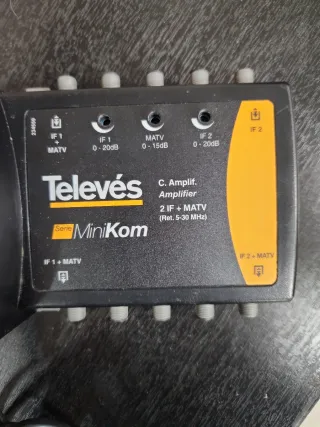 IF 1
+
MATV
IF 1
0 - 20dB
MATV
0 - 15dB
IF 2
0 - 20dB
IF 2
Televés
C. Amplif.
Amplifier
2 IF + MATV
(Ret. 5-30 MHz)
Serie
MiniKom
IF 1 + MATV
IF 2 + MATV